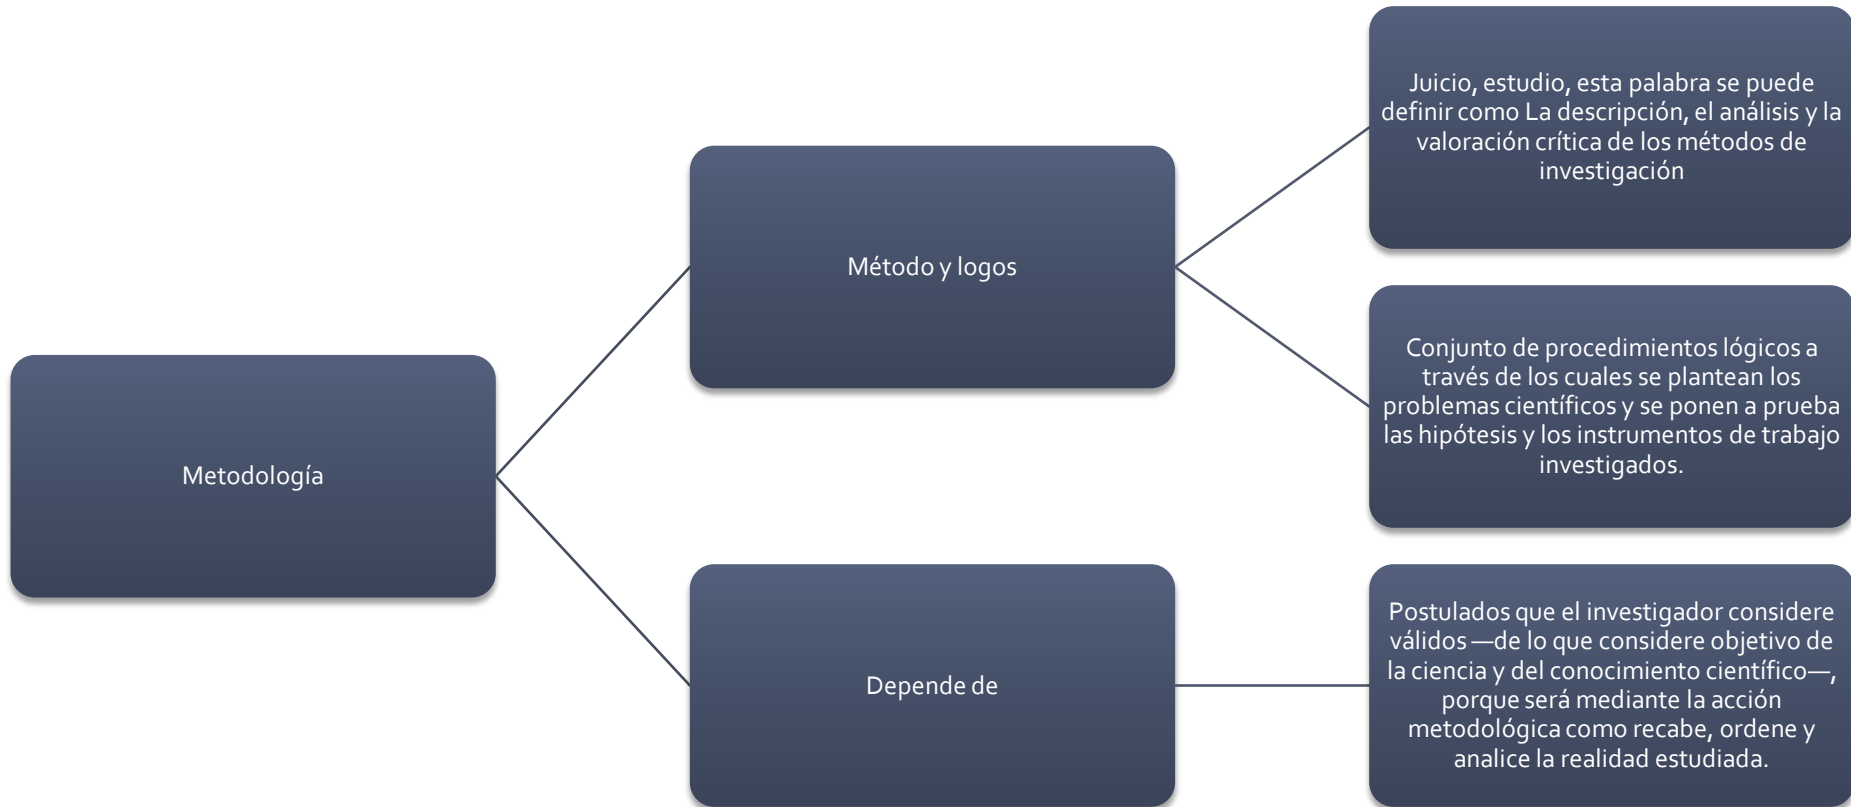 Metodología
Método y logos
Juicio, estudio, esta palabra se puede
definir como La descripción, el análisis y la
valoración crítica de los métodos de
investigación
Conjunto de procedimientos lógicos a
través de los cuales se plantean los
problemas científicos y se ponen a prueba
las hipótesis y los instrumentos de trabajo
investigados.
Depende de
Postulados que el investigador considere
válidos —de lo que considere objetivo de
la ciencia y del conocimiento científico—,
porque será mediante la acción
metodológica como recabe, ordene y
analice la realidad estudiada.